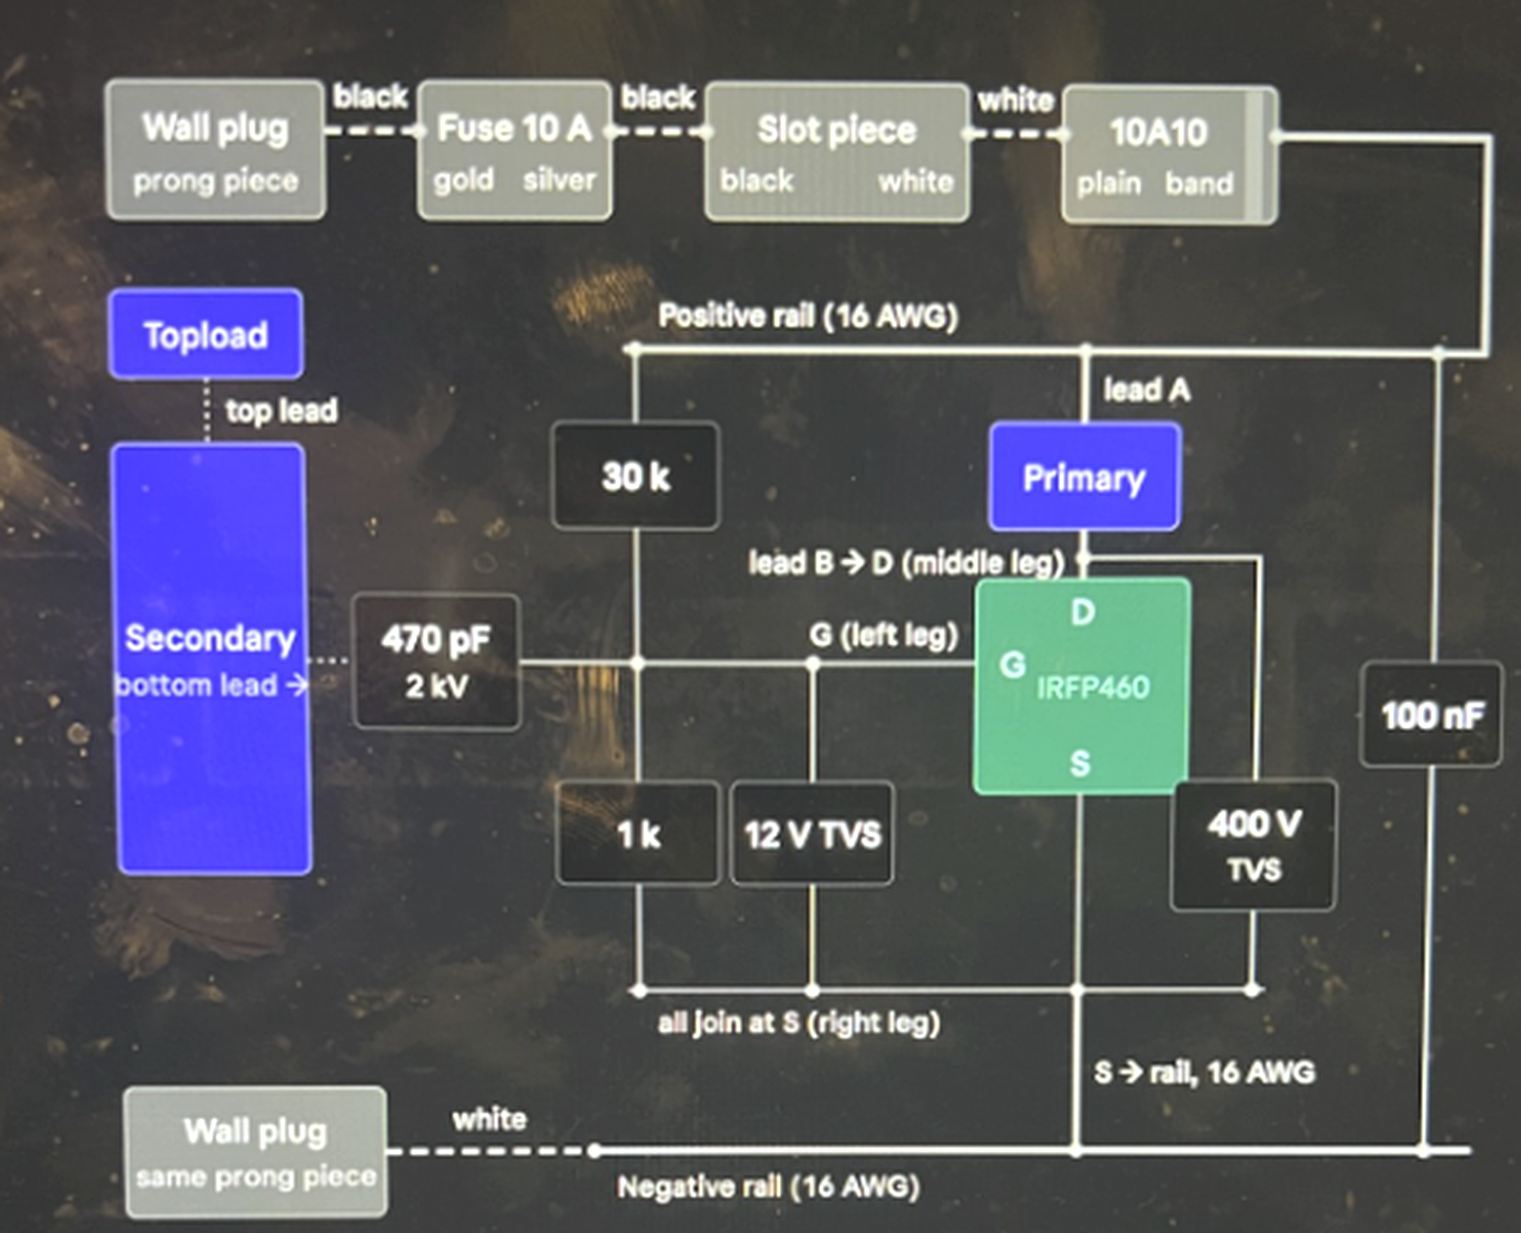 black
black
white
Wall plug
Fuse 10 A
Slot piece
10A10
prong piece
gold silver
black white
plain band
Positive rail (16 AWG)
Topload
top lead
lead A
30 k
Primary
lead B → D (middle leg)
D
G (left leg)
Secondary
bottom lead →
470 pF
2 kV
G
IRFP460
S
100 nF
1 k
12 V TVS
400 V
TVS
all join at S (right leg)
S → rail, 16 AWG
Wall plug
same prong piece
white
Negative rail (16 AWG)